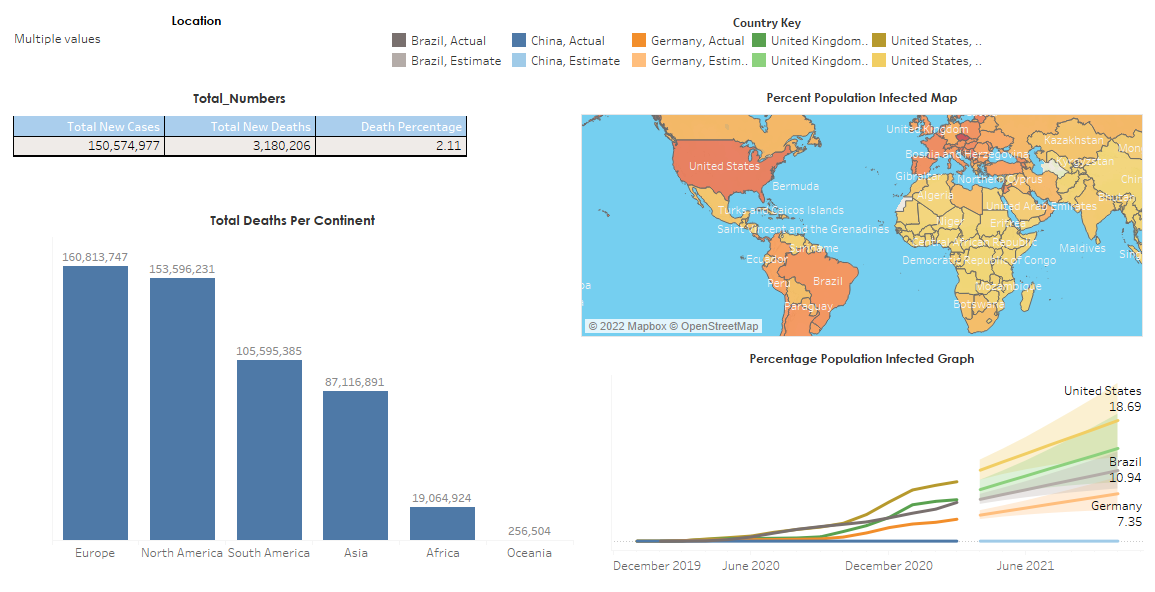 Location
Multiple values
Country Key
Brazil, Actual
China, Actual
Germany, Actual
United Kingdom..
United States, ..
Brazil, Estimate
China, Estimate
Germany, Estim..
United Kingdom..
United States, ..
Total_Numbers
Total New Cases Total New Deaths Death Percentage
150,574,977 3,180,206 2.11
Total Deaths Per Continent
160,813,747
153,596,231
105,595,385
87,116,891
19,064,924
256,504
Europe North America South America Asia Africa Oceania
Percent Population Infected Map
United Kingdom
Kazakhstan
Mon
Bosnia and Herzegovina
United States
Gibraltar
Northern Cyprus
Chin
Bermuda
Algeria
United Arab Emirates
Turks and Caicos Islands
Niger
Saint Vincent and the Grenadines
Central African Republic
Suriname
Maldives
Sing
Ecuador
Democratic Republic of Congo
Peru
Brazil
Mozambique
Paraguay
Botswana
© 2022 Mapbox © OpenStreetMap
Percentage Population Infected Graph
United States
18.69
Brazil
10.94
Germany
7.35
December 2019 June 2020 December 2020 June 2021